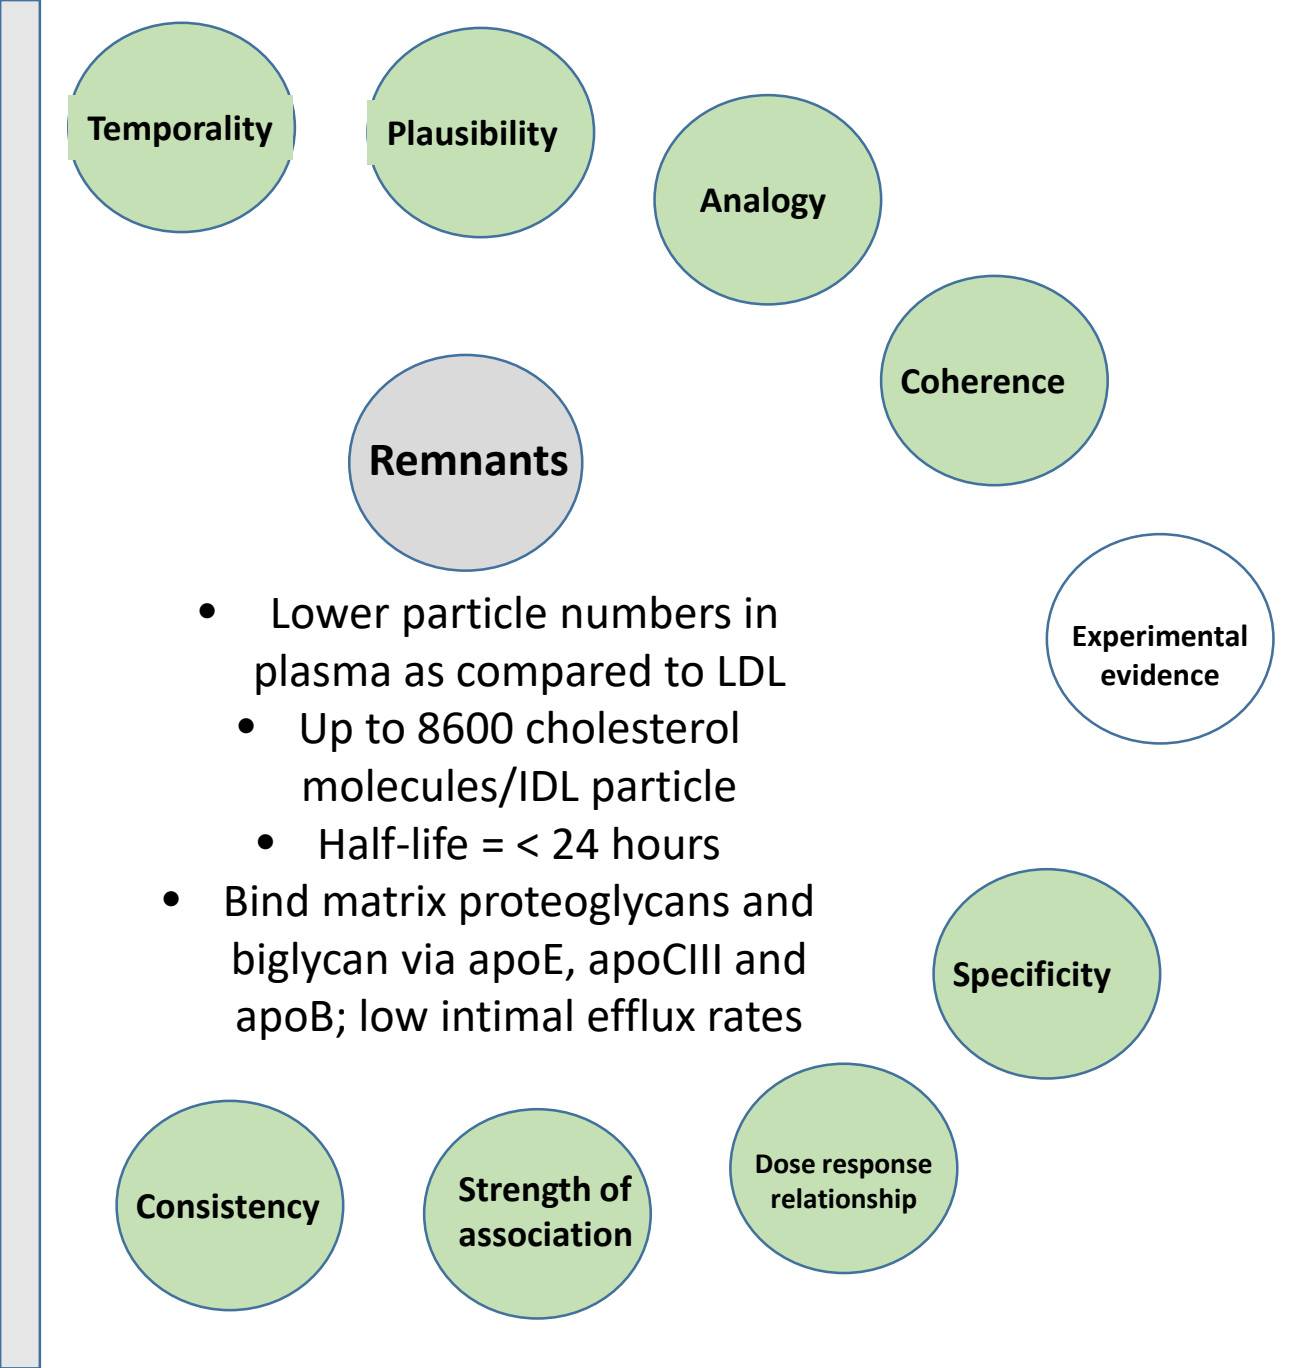 Temporality
Plausibility
Analogy
Coherence
Remnants
Experimental
evidence
• Lower particle numbers in
plasma as compared to LDL
• Up to 8600 cholesterol
molecules/IDL particle
• Half-life = < 24 hours
• Bind matrix proteoglycans and
biglycan via apoE, apoCIII and
apoB; low intimal efflux rates
Specificity
Dose response
relationship
Strength of
association
Consistency